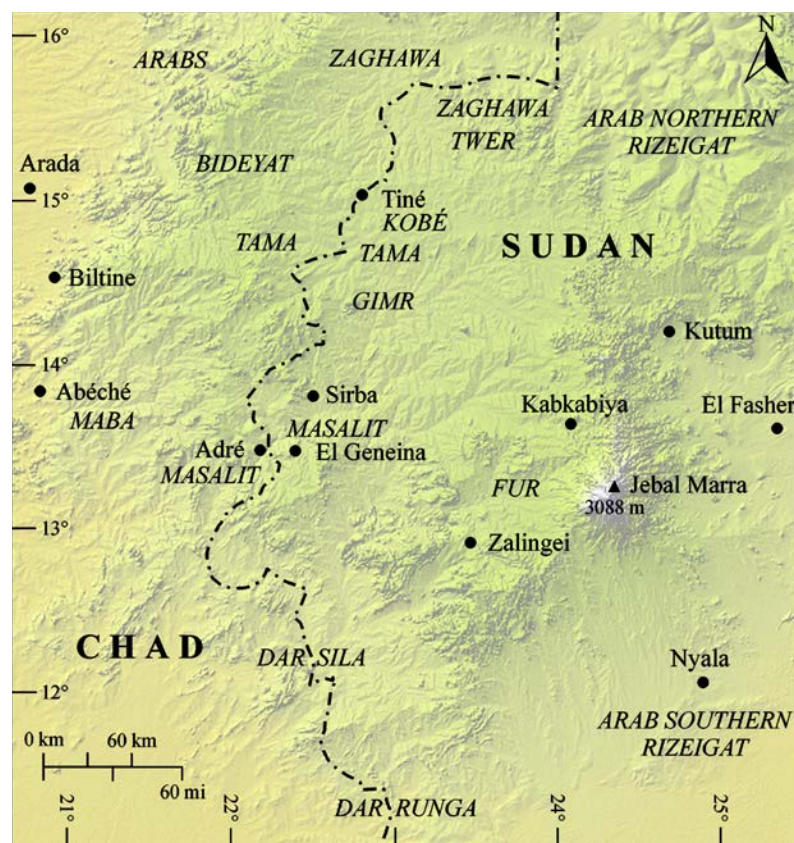 16°
ARABS
ZAGHAWA
N
ZAGHAWA
TWER
ARAB NORTHERN
RIZEIGAT
Arada
BIDEYAT
15°
Tiné
KOBÉ
TAMA
TAMA
SUDAN
Biltine
GIMR
Kutum
14°
Abéché
MABA
Sirba
Kabkabiya
El Fasher
MASALIT
Adré
El Geneina
MASALIT
FUR
Jebal Marra
3088 m
13°
Zalingei
CHAD
DAR SILA
Nyala
12°
ARAB SOUTHERN
RIZEIGAT
0 km 60 km
60 mi
DAR RUNGA
21° 22° 24° 25°